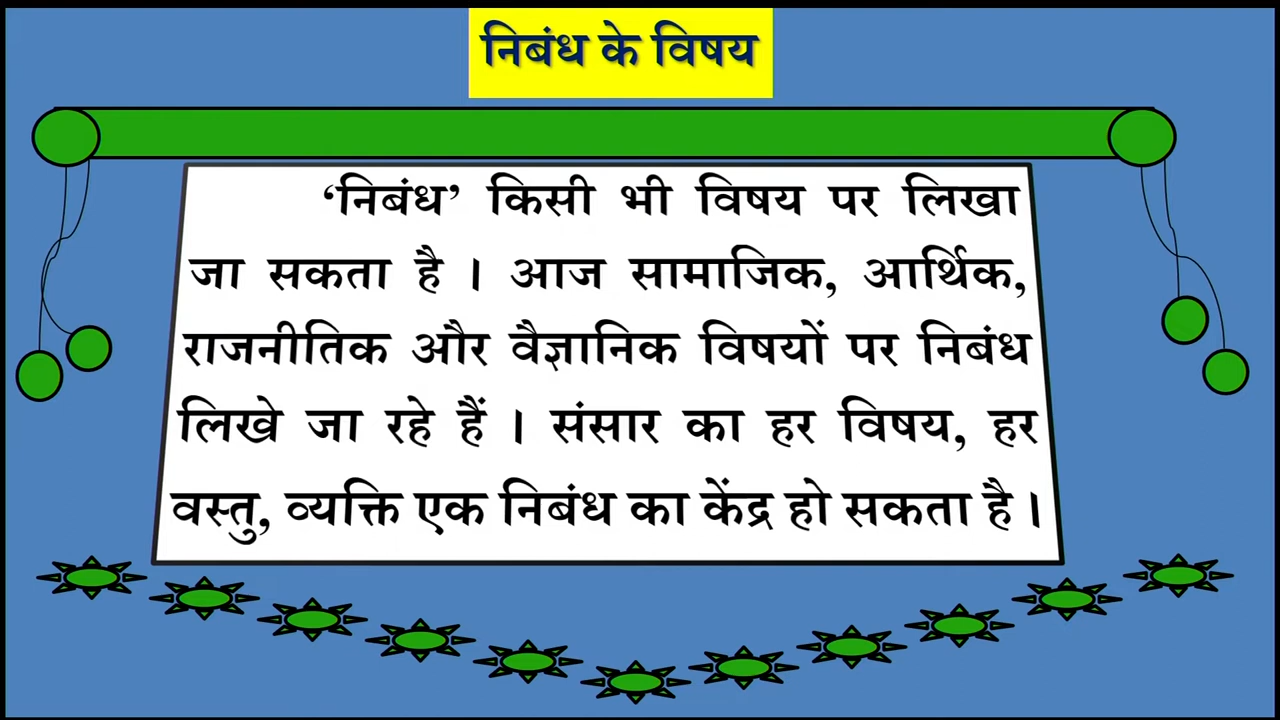 निबंध के विषय
‘निबंध’ किसी भी विषय पर लिखा
जा सकता है । आज सामाजिक, आर्थिक,
राजनीतिक और वैज्ञानिक विषयों पर निबंध
लिखे जा रहे हैं । संसार का हर विषय, हर
वस्तु, व्यक्ति एक निबंध का केंद्र हो सकता है ।